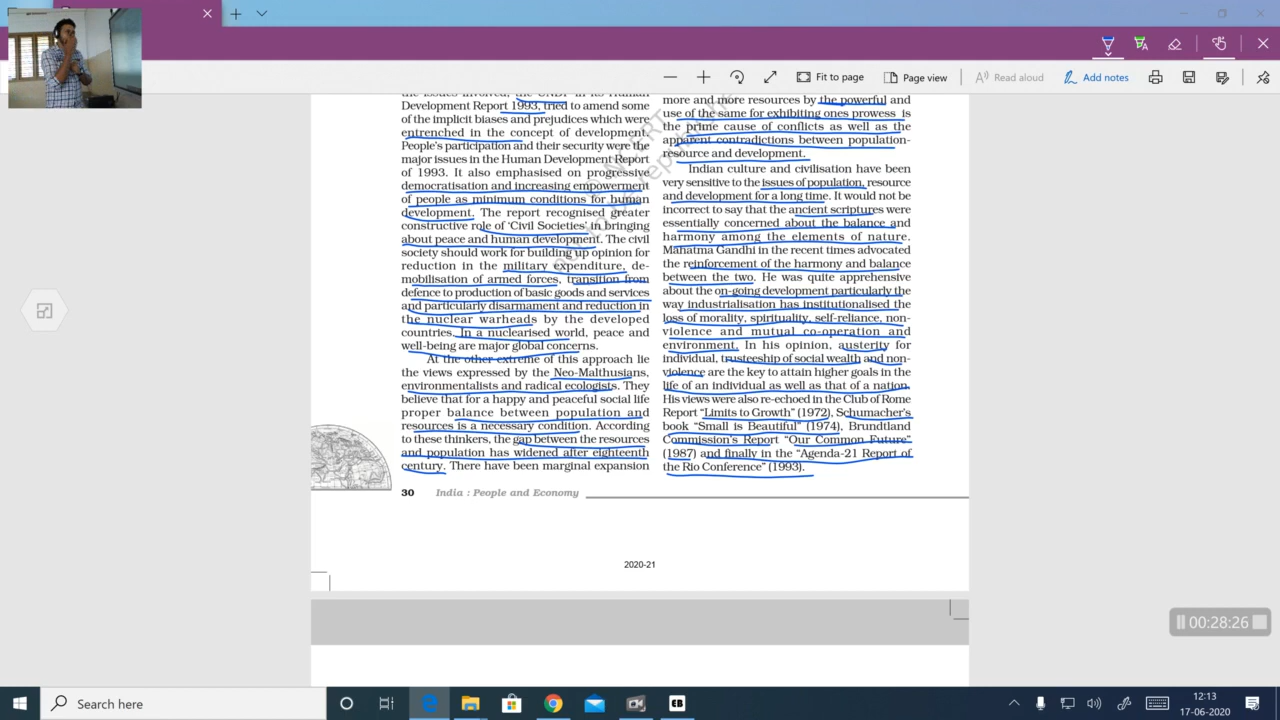 Fit to page
Page view
Read aloud
Add notes
the issues involved, the UNDP in its Human
Development Report 1993, tried to amend some
of the implicit biases and prejudices which were
entrenched in the concept of development.
People's participation and their security were the
major issues in the Human Development Report
of 1993. It also emphasised on progressive
democratisation and increasing empowerment
of people as minimum conditions for human
development. The report recognised greater
constructive role of 'Civil Societies' in bringing
about peace and human development. The civil
society should work for building up opinion for
reduction in the military expenditure, de-
mobilisation of armed forces, transition from
defence to production of basic goods and services
and particularly disarmament and reduction in
the nuclear warheads by the developed
countries. In a nuclearised world, peace and
well-being are major global concerns.
At the other extreme of this approach lie
the views expressed by the Neo-Malthusians,
environmentalists and radical ecologists. They
believe that for a happy and peaceful social life
proper balance between population and
resources is a necessary condition. According
to these thinkers, the gap between the resources
and population has widened after eighteenth
century. There have been marginal expansion
more and more resources by the powerful and
use of the same for exhibiting ones prowess is
the prime cause of conflicts as well as the
apparent contradictions between population-
resource and development.
Indian culture and civilisation have been
very sensitive to the issues of population, resource
and development for a long time. It would not be
incorrect to say that the ancient scriptures were
essentially concerned about the balance and
harmony among the elements of nature.
Mahatma Gandhi in the recent times advocated
the reinforcement of the harmony and balance
between the two. He was quite apprehensive
about the on-going development particularly the
way industrialisation has institutionalised the
loss of morality, spirituality, self-reliance, non-
violence and mutual co-operation and
environment. In his opinion, austerity for
individual, trusteeship of social wealth and non-
violence are the key to attain higher goals in the
life of an individual as well as that of a nation.
His views were also re-echoed in the Club of Rome
Report "Limits to Growth" (1972), Schumacher's
book "Small is Beautiful" (1974), Brundtland
Commission's Report "Our Common Future"
(1987) and finally in the "Agenda-21 Report of
the Rio Conference" (1993).
30 India : People and Economy
2020-21
00:28:26
Search here
EB
12:13
17-06-2020